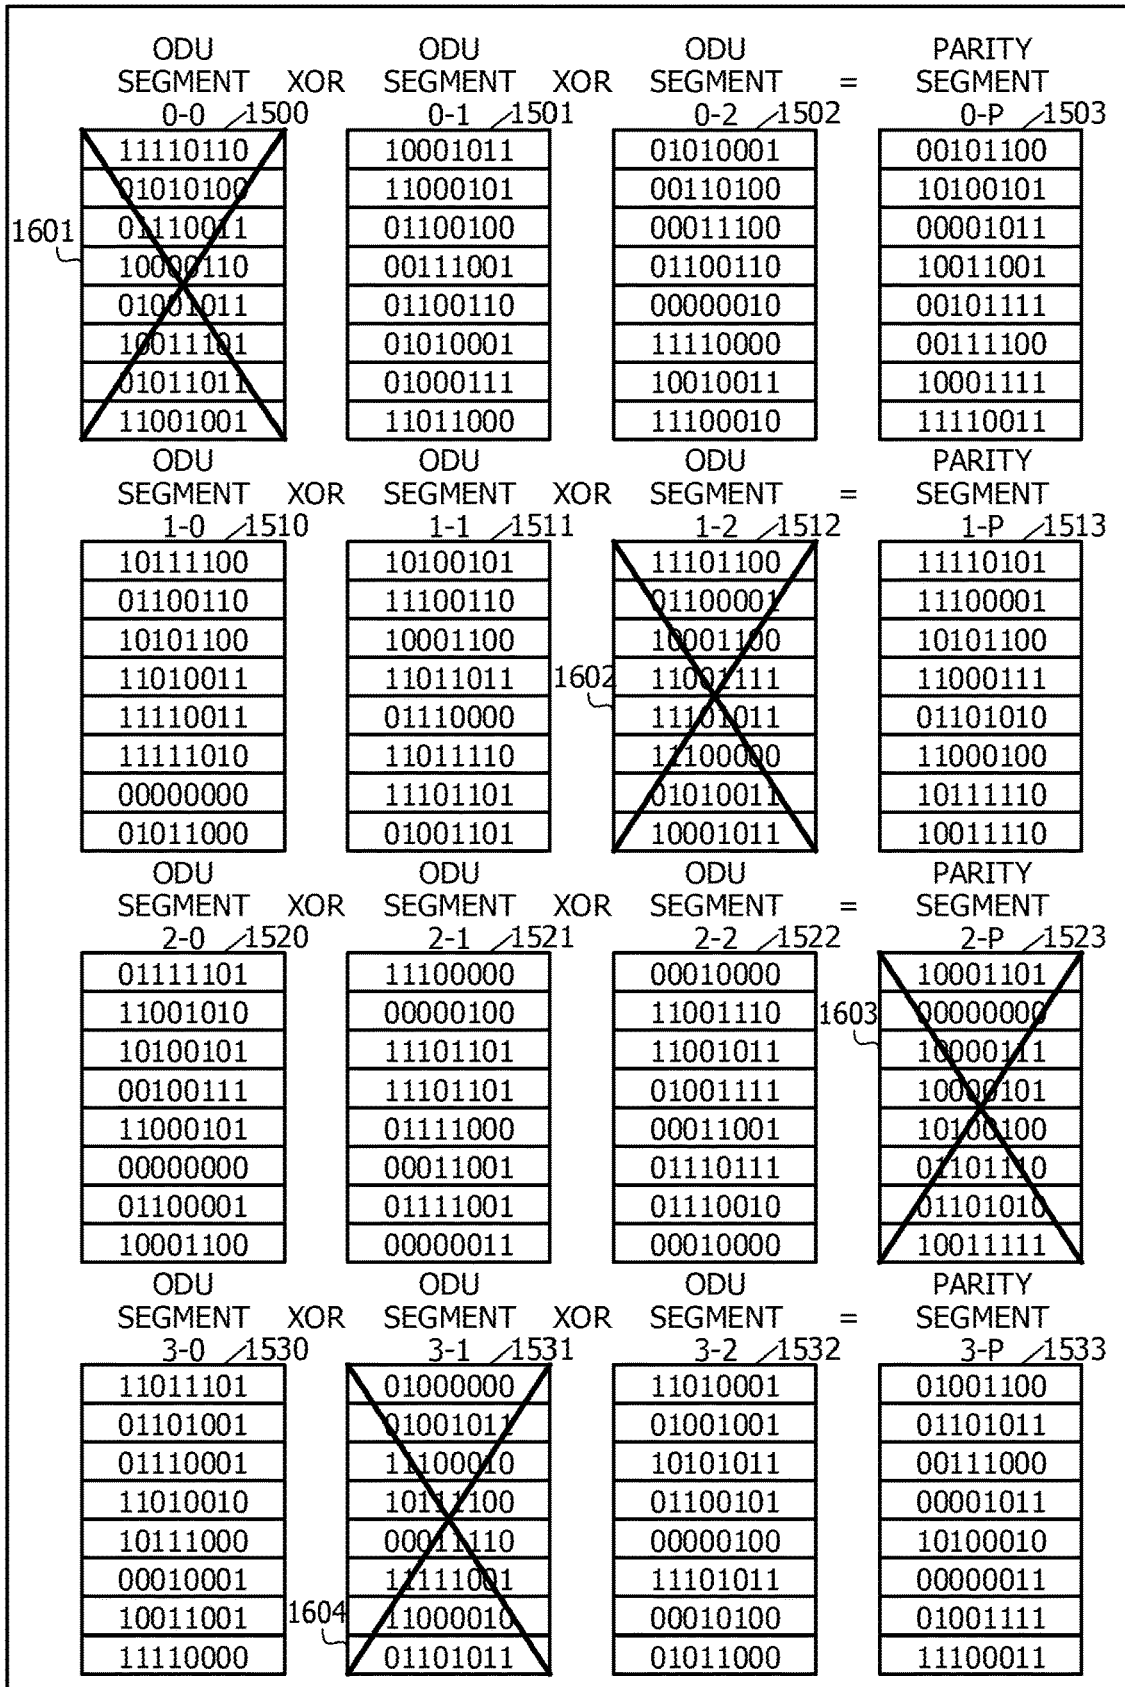 ODU ODU ODU PARITY
SEGMENT XOR SEGMENT XOR SEGMENT = SEGMENT
0-0 1500 0-1 1501 0-2 1502 0-P 1503
11110110 10001011 01010001 00101100
01010100 11000101 00110100 10100101
01110011 01100100 00011100 00001011
1601
10000110 00111001 01100110 10011001
01001011 01100110 00000010 00101111
10011101 01010001 11110000 00111100
01011011 01000111 10010011 10001111
11001001 11011000 11100010 11110011
ODU ODU ODU PARITY
SEGMENT XOR SEGMENT XOR SEGMENT = SEGMENT
1-0 1510 1-1 1511 1-2 1512 1-P 1513
10111100 10100101 11101100 11110101
01100110 11100110 01100001 11100001
10101100 10001100 10001100 10101100
11010011 11011011 1602 11001111 11000111
11110011 01110000 11101011 01101010
11111010 11011110 11100000 11000100
00000000 11101101 01010011 10111110
01011000 01001101 10001011 10011110
ODU ODU ODU PARITY
SEGMENT XOR SEGMENT XOR SEGMENT = SEGMENT
2-0 1520 2-1 1521 2-2 1522 2-P 1523
01111101 11100000 00010000 10001101
11001010 00000100 11001110 1603 00000000
10100101 11101101 11001011 10000111
00100111 11101101 01001111 10000101
11000101 01111000 00011001 10100100
00000000 00011001 01110111 01101110
01100001 01111001 01110010 01101010
10001100 00000011 00010000 10011111
ODU ODU ODU PARITY
SEGMENT XOR SEGMENT XOR SEGMENT = SEGMENT
3-0 1530 3-1 1531 3-2 1532 3-P 1533
11011101 01000000 11010001 01001100
01101001 01001011 01001001 01101011
01110001 11100010 10101011 00111000
11010010 10111100 01100101 00001011
10111000 00011110 00000100 10100010
00010001 11111001 11101011 00000011
10011001 1604 11000010 00010100 01001111
11110000 01101011 01011000 11100011